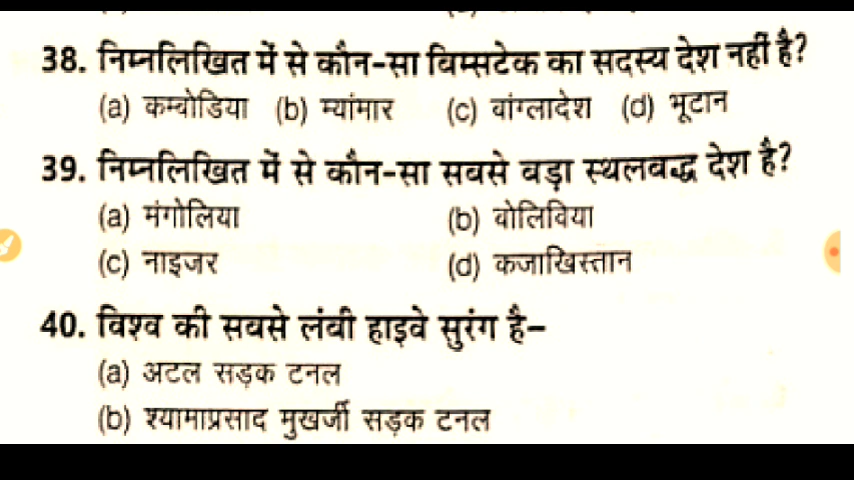 38. निम्नलिखित में से कौन-सा बिम्सटेक का सदस्य देश नहीं है?
(a) कम्बोडिया (b) म्यांमार (c) बांग्लादेश (d) भूटान
39. निम्नलिखित में से कौन-सा सबसे बड़ा स्थलबद्ध देश है?
(a) मंगोलिया (b) बोलिविया
(c) नाइजर (d) कजाखिस्तान
40. विश्व की सबसे लंबी हाइवे सुरंग है-
(a) अटल सड़क टनल
(b) श्यामाप्रसाद मुखर्जी सड़क टनल